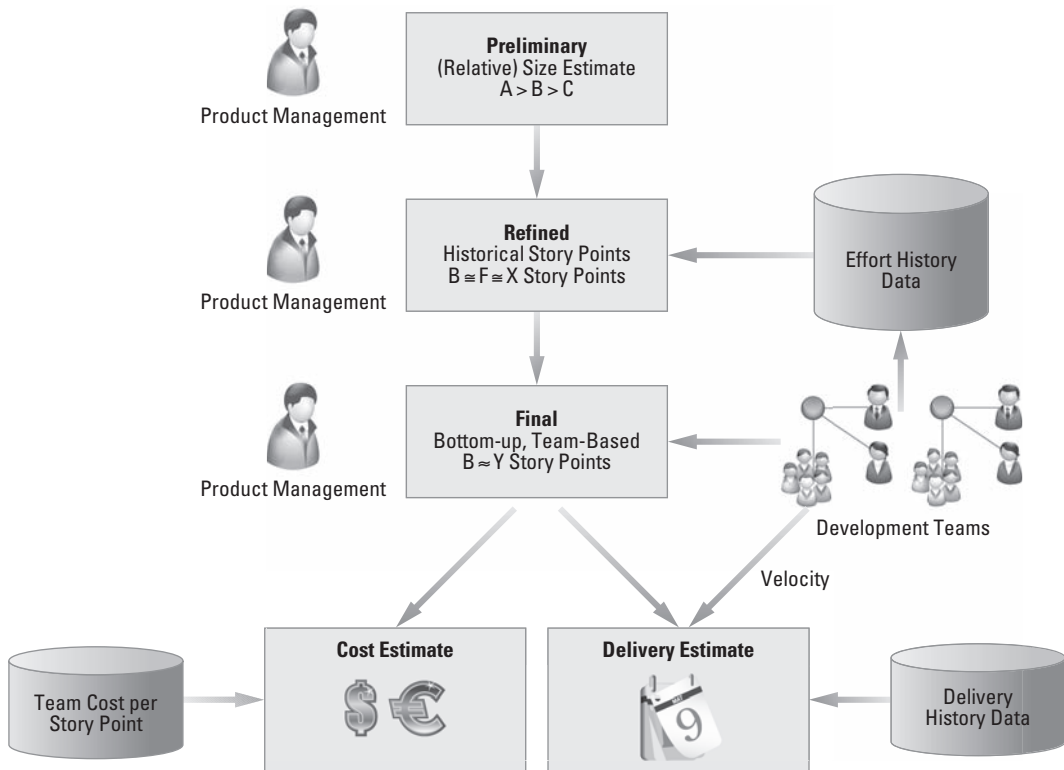 Preliminary
(Relative) Size Estimate
A > B > C
Product Management
Refined
Historical Story Points
B ≅ F ≅ X Story Points
Product Management
Effort History
Data
Final
Bottom-up, Team-Based
B ≈ Y Story Points
Product Management
Development Teams
Velocity
Cost Estimate
$ €
Delivery Estimate
MAY
9
Team Cost per
Story Point
Delivery
History Data